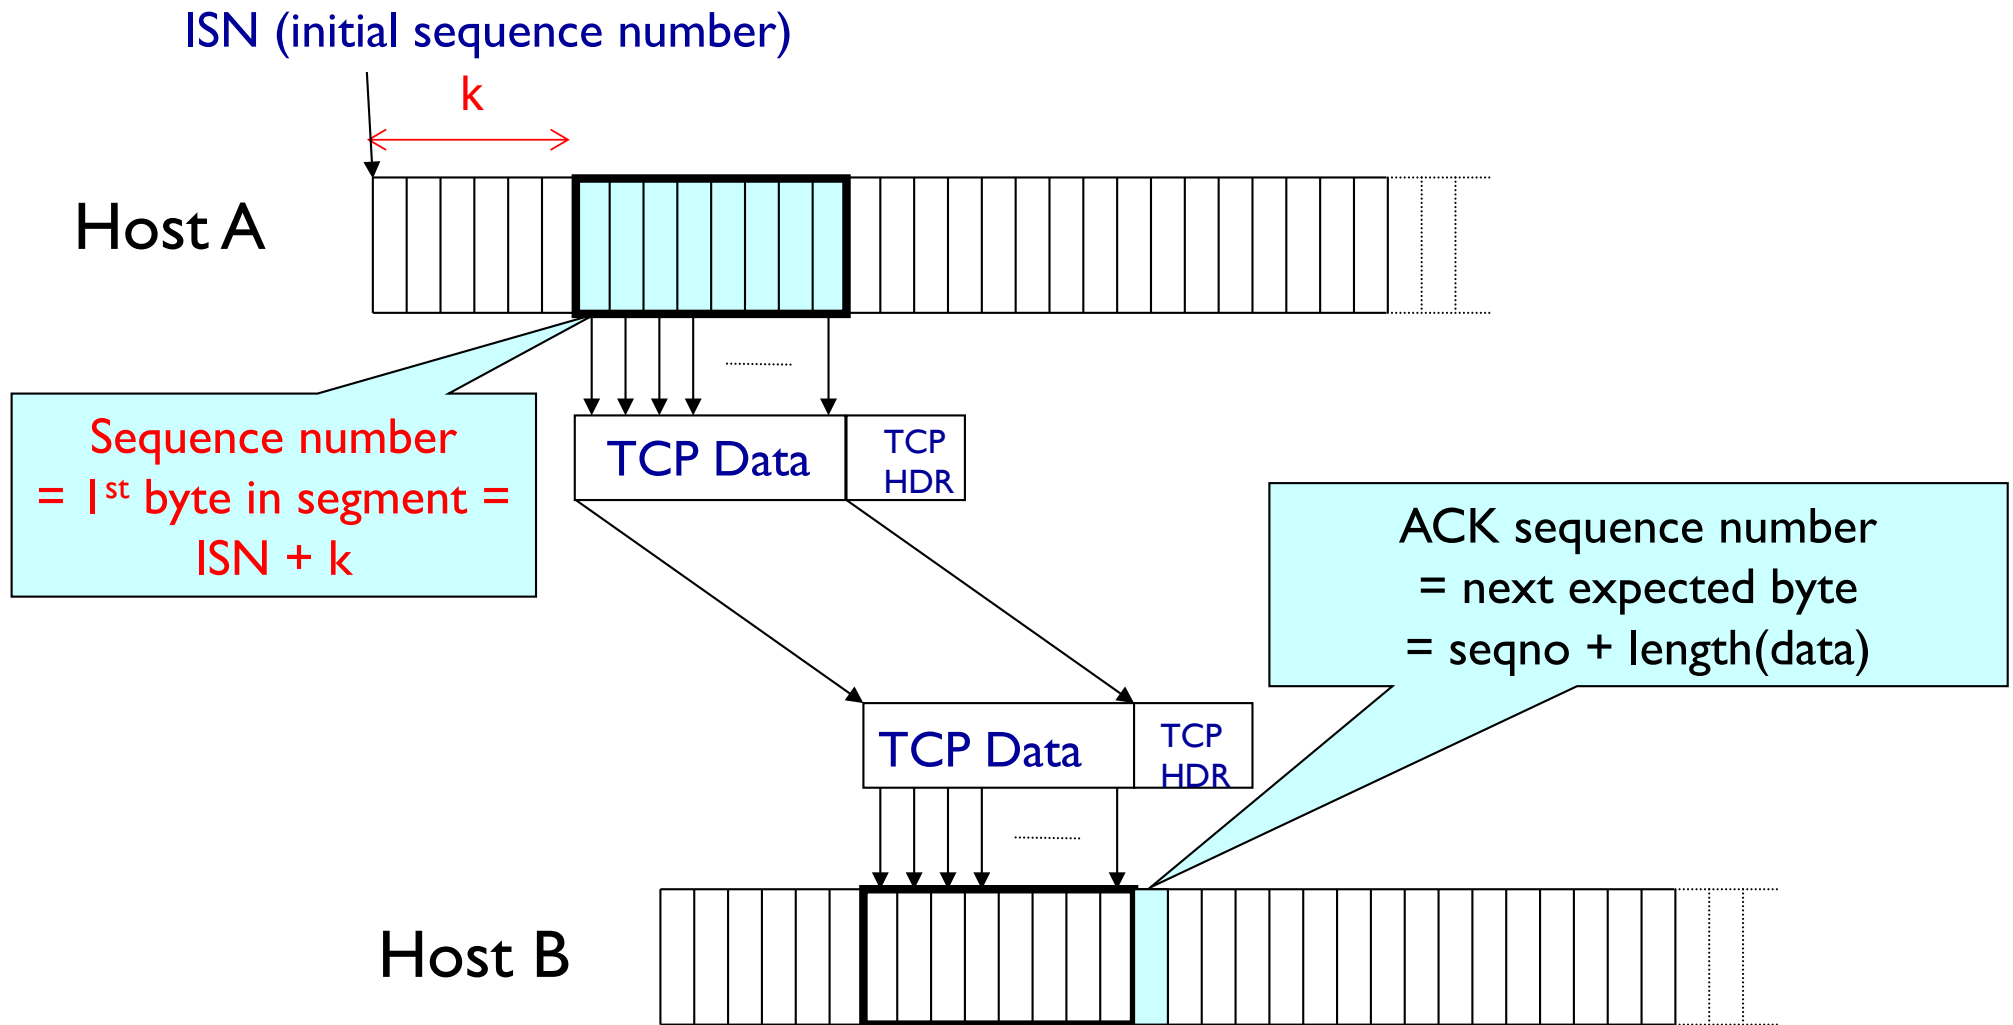 ISN (initial sequence number)
k
Host A
Sequence number
= 1st byte in segment =
ISN + k
TCP Data
TCP
HDR
ACK sequence number
= next expected byte
= seqno + length(data)
TCP Data
TCP
HDR
Host B